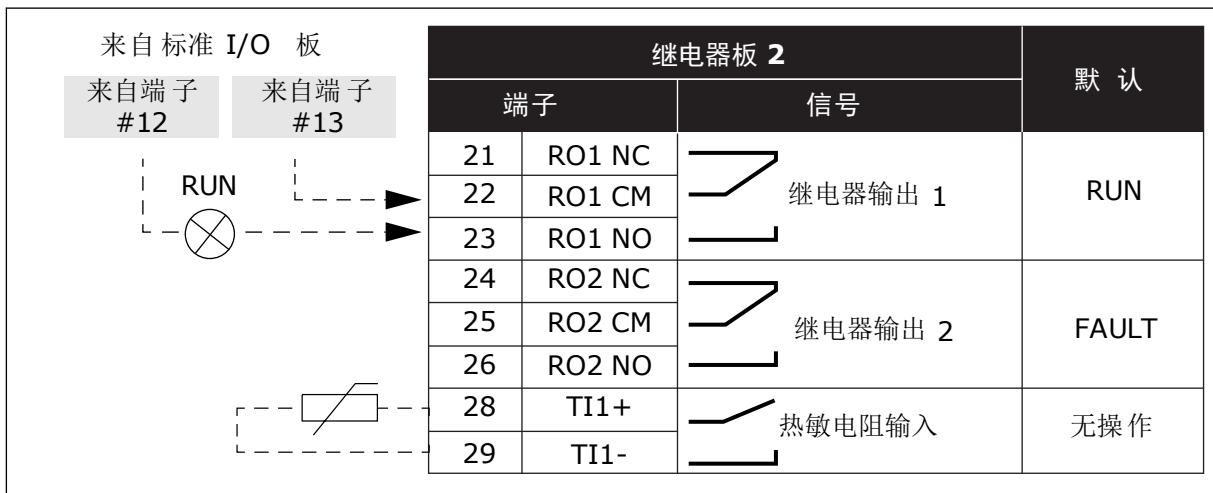 来自标准 I/O 板
来自端子 #12
来自端子 #13
RUN
继电器板 2
默认
端子
信号
21 RO1 NC
22 RO1 CM
23 RO1 NO
继电器输出 1
RUN
24 RO2 NC
25 RO2 CM
26 RO2 NO
继电器输出 2
FAULT
28 TI1+
29 TI1-
热敏电阻输入
无操作